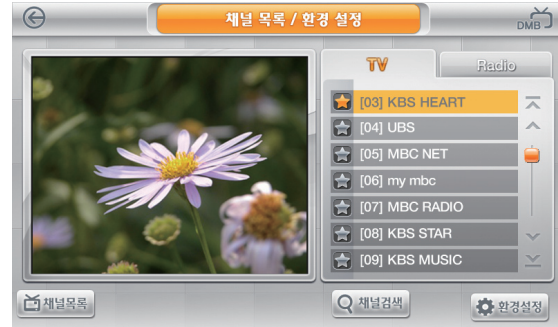 채널 목록 / 환경 설정
DMB
TV
Radio
[03] KBS HEART
[04] UBS
[05] MBC NET
[06] my mbc
[07] MBC RADIO
[08] KBS STAR
[09] KBS MUSIC
채널목록
채널검색
환경설정